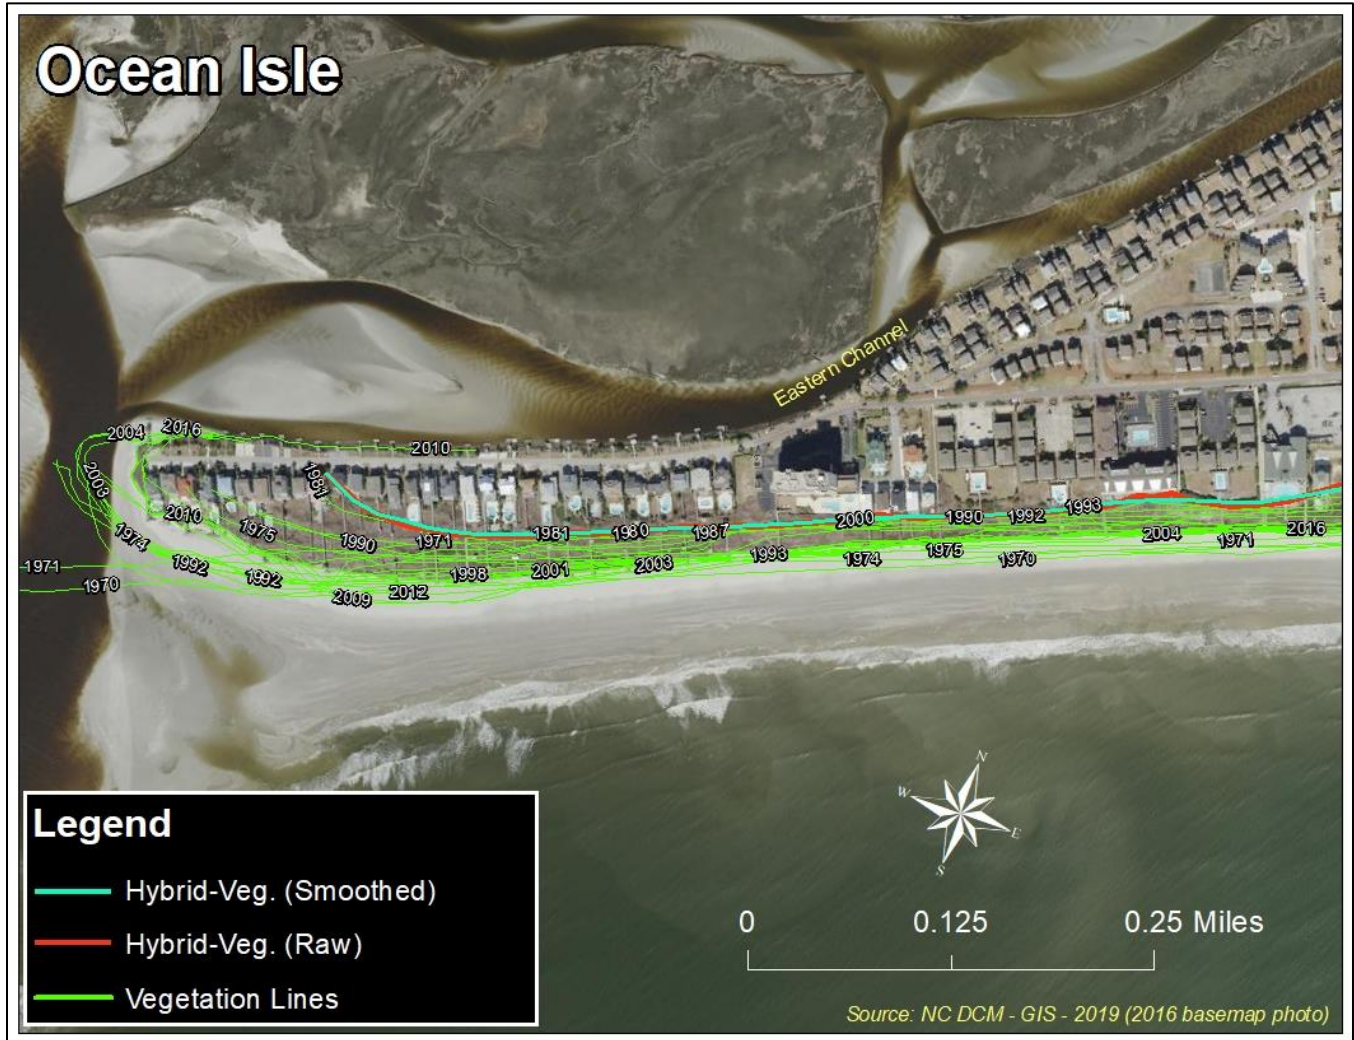 Ocean Isle
Eastern Channel
2004
2016
2010
2003
1981
2010
1975
1974
1990
1971
1981
1980
1987
2000
1990
1992
1993
1971
1992
1992
1998
2001
2003
1993
1974
1975
1970
2004
1971
2016
1970
2009
2012
N
W
E
S
Legend
Hybrid-Veg. (Smoothed)
Hybrid-Veg. (Raw)
Vegetation Lines
0 0.125 0.25 Miles
Source: NC DCM - GIS - 2019 (2016 basemap photo)